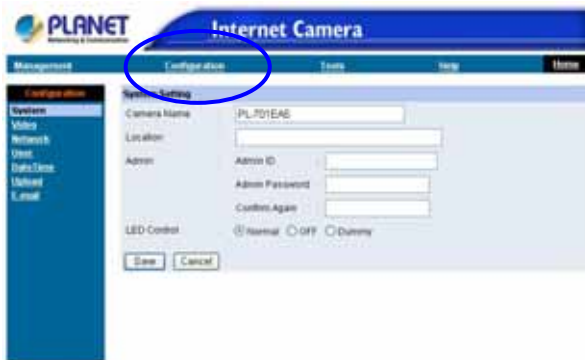 PLANET
Networking & Communication
Internet Camera
Management Configuration Tools Help Home
Configuration
System
Video
Network
User
Date/Time
Upload
E-mail
System Setting
Camera Name PL-701EA6
Location
Admin Admin ID
Admin Password
Confirm Again
LED Control Normal OFF Dummy
Save Cancel